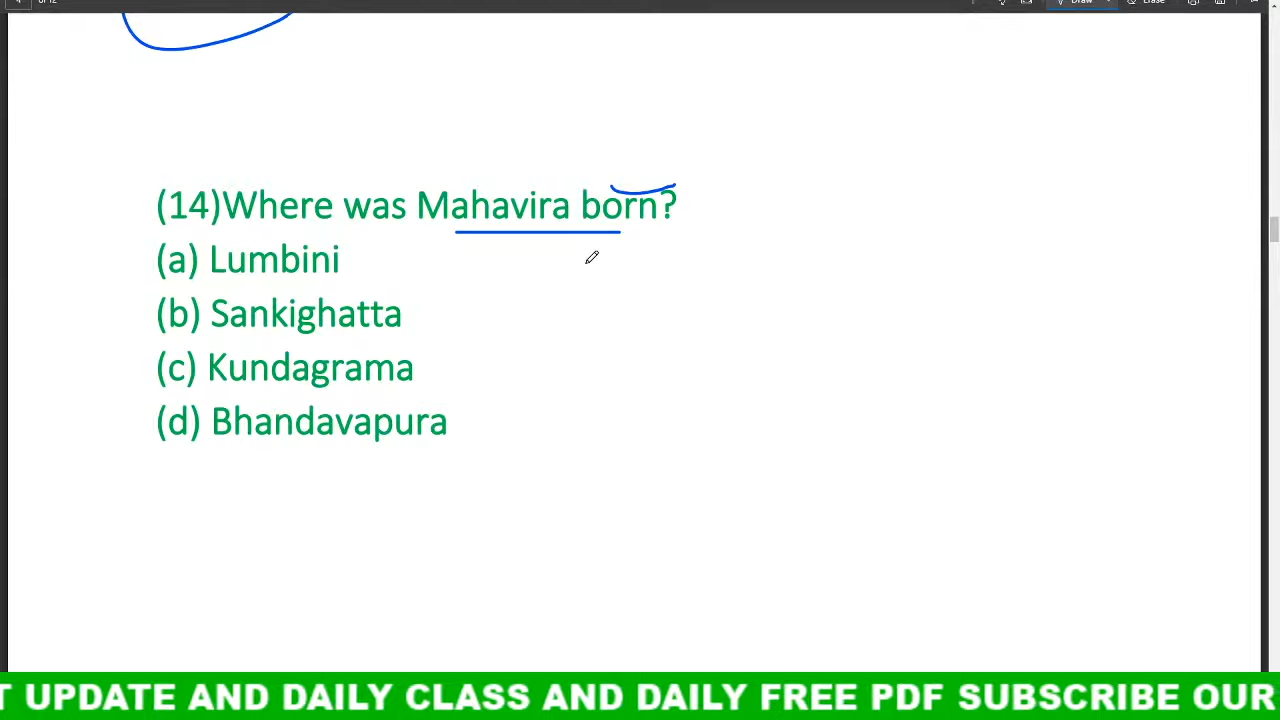 (14)Where was Mahavira born?
(a) Lumbini
(b) Sankighatta
(c) Kundagrama
(d) Bhandavapura
T UPDATE AND DAILY CLASS AND DAILY FREE PDF SUBSCRIBE OUR